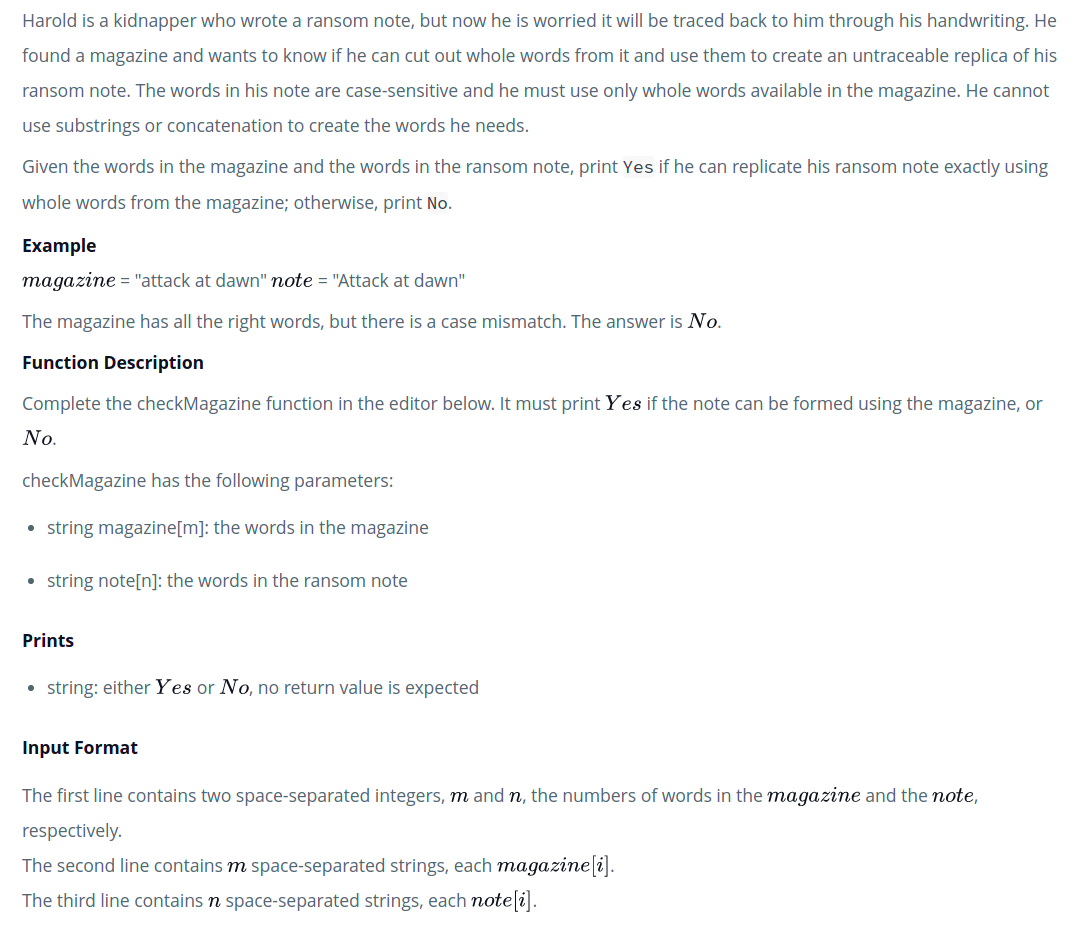 Harold is a kidnapper who wrote a ransom note, but now he is worried it will be traced back to him through his handwriting. He
found a magazine and wants to know if he can cut out whole words from it and use them to create an untraceable replica of his
ransom note. The words in his note are case-sensitive and he must use only whole words available in the magazine. He cannot
use substrings or concatenation to create the words he needs.
Given the words in the magazine and the words in the ransom note, print Yes if he can replicate his ransom note exactly using
whole words from the magazine; otherwise, print No.
Example
magazine = "attack at dawn" note = "Attack at dawn"
The magazine has all the right words, but there is a case mismatch. The answer is No.
Function Description
Complete the checkMagazine function in the editor below. It must print Yes if the note can be formed using the magazine, or
No.
checkMagazine has the following parameters:
• string magazine[m]: the words in the magazine
• string note[n]: the words in the ransom note
Prints
• string: either Yes or No, no return value is expected
Input Format
The first line contains two space-separated integers, m and n, the numbers of words in the magazine and the note,
respectively.
The second line contains m space-separated strings, each magazine[i].
The third line contains n space-separated strings, each note[i].